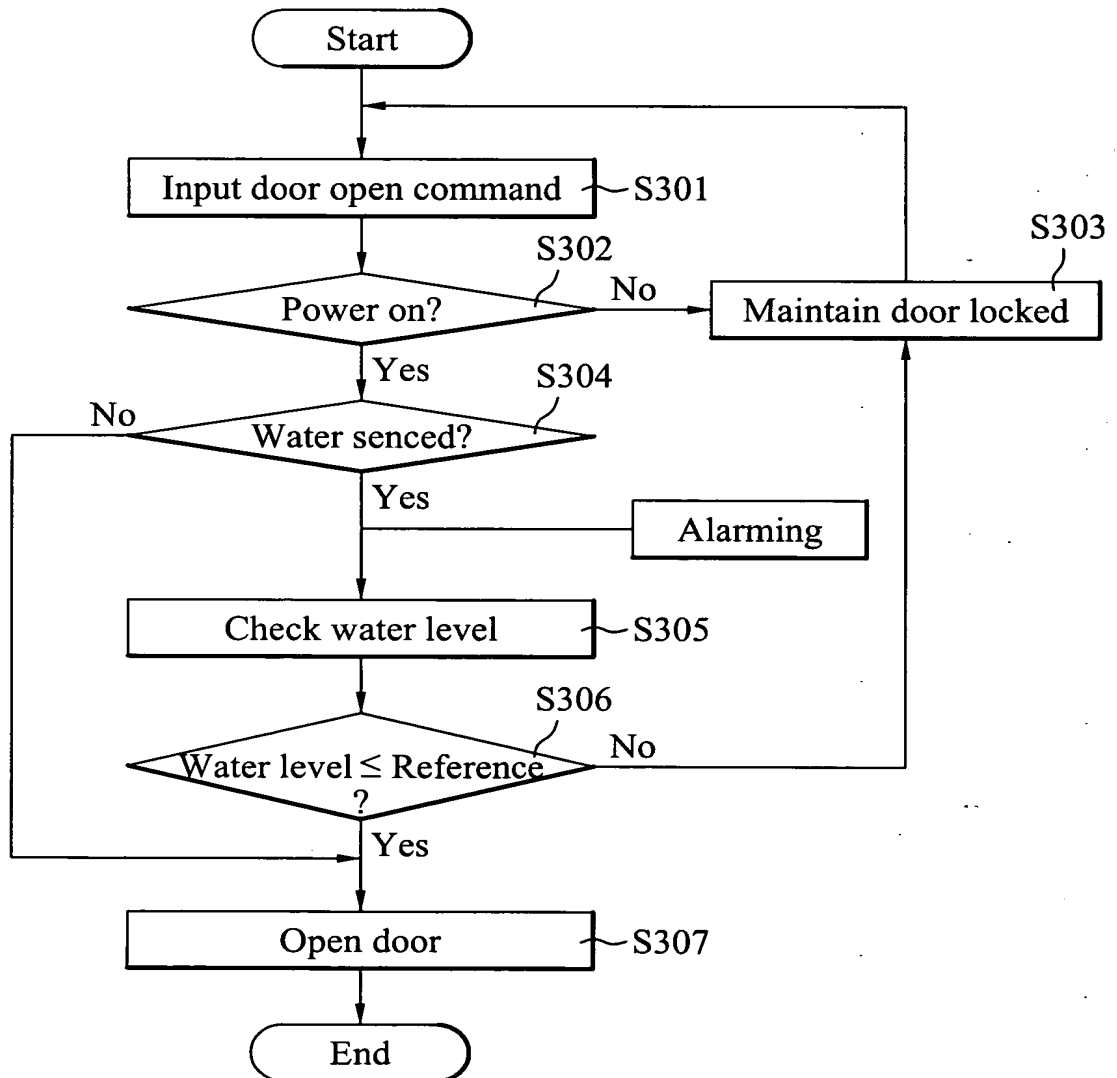 Start
Input door open command
S301
S302
Power on?
No
S303
Maintain door locked
Yes
S304
No
Water senced?
Yes
Alarming
Check water level
S305
S306
Water level ≤ Reference
?
No
Yes
Open door
S307
End